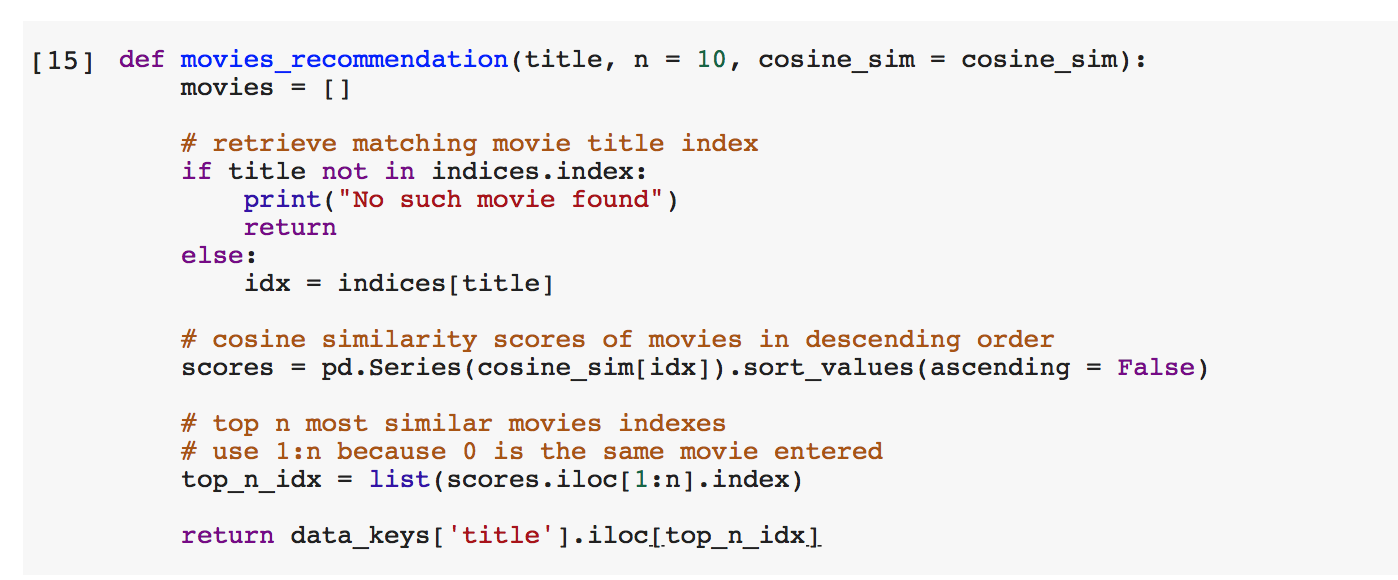 [15] def movies_recommendation(title, n = 10, cosine_sim = cosine_sim):
movies = []
# retrieve matching movie title index
if title not in indices.index:
print("No such movie found")
return
else:
idx = indices[title]
# cosine similarity scores of movies in descending order
scores = pd.Series(cosine_sim[idx]).sort_values(ascending = False)
# top n most similar movies indexes
# use 1:n because 0 is the same movie entered
top_n_idx = list(scores.iloc[1:n].index)
return data_keys['title'].iloc[top_n_idx]